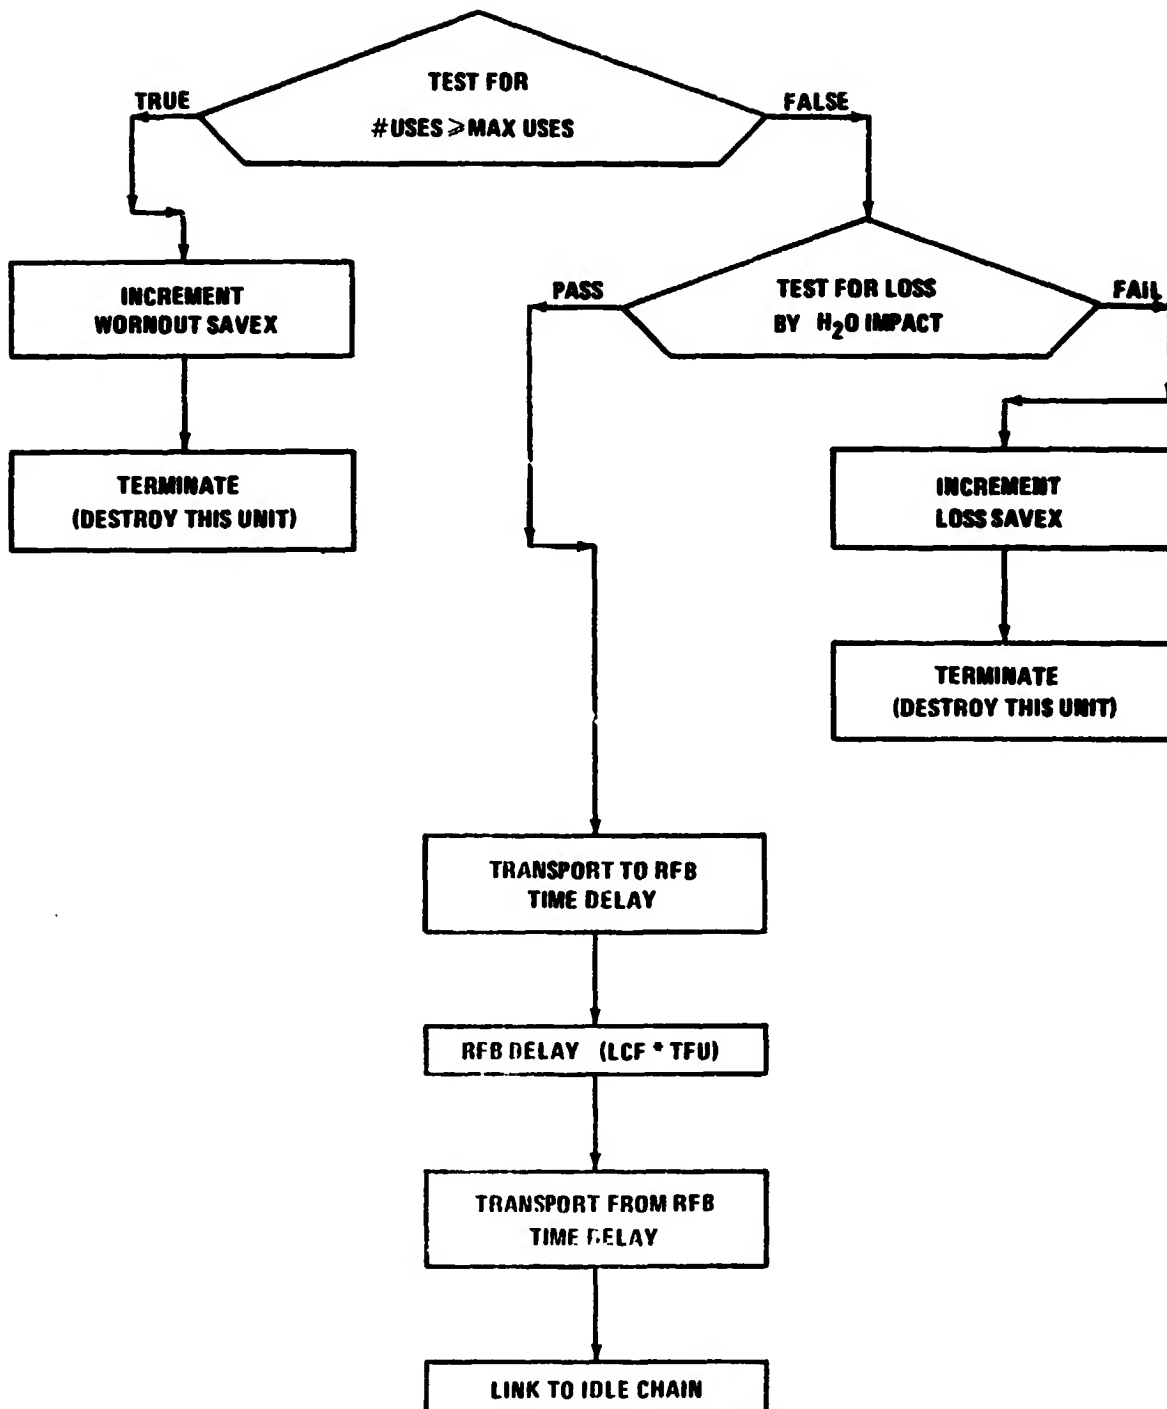 TEST FOR
#USES ⩾ MAX USES
TRUE
FALSE
INCREMENT
WORNOUT SAVEX
TERMINATE
(DESTROY THIS UNIT)
TEST FOR LOSS
BY H₂O IMPACT
PASS
FAIL
INCREMENT
LOSS SAVEX
TERMINATE
(DESTROY THIS UNIT)
TRANSPORT TO RFB
TIME DELAY
RFB DELAY (LCF * TFU)
TRANSPORT FROM RFB
TIME DELAY
LINK TO IDLE CHAIN